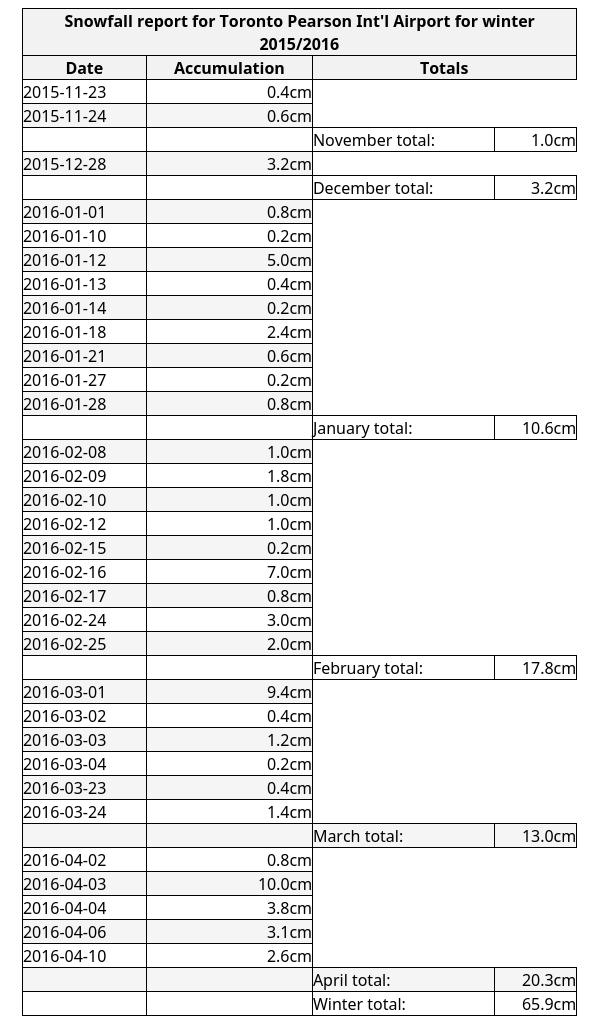 Snowfall report for Toronto Pearson Int'l Airport for winter
2015/2016
Date Accumulation Totals
2015-11-23 0.4cm
2015-11-24 0.6cm
November total: 1.0cm
2015-12-28 3.2cm
December total: 3.2cm
2016-01-01 0.8cm
2016-01-10 0.2cm
2016-01-12 5.0cm
2016-01-13 0.4cm
2016-01-14 0.2cm
2016-01-18 2.4cm
2016-01-21 0.6cm
2016-01-27 0.2cm
2016-01-28 0.8cm
January total: 10.6cm
2016-02-08 1.0cm
2016-02-09 1.8cm
2016-02-10 1.0cm
2016-02-12 1.0cm
2016-02-15 0.2cm
2016-02-16 7.0cm
2016-02-17 0.8cm
2016-02-24 3.0cm
2016-02-25 2.0cm
February total: 17.8cm
2016-03-01 9.4cm
2016-03-02 0.4cm
2016-03-03 1.2cm
2016-03-04 0.2cm
2016-03-23 0.4cm
2016-03-24 1.4cm
March total: 13.0cm
2016-04-02 0.8cm
2016-04-03 10.0cm
2016-04-04 3.8cm
2016-04-06 3.1cm
2016-04-10 2.6cm
April total: 20.3cm
Winter total: 65.9cm